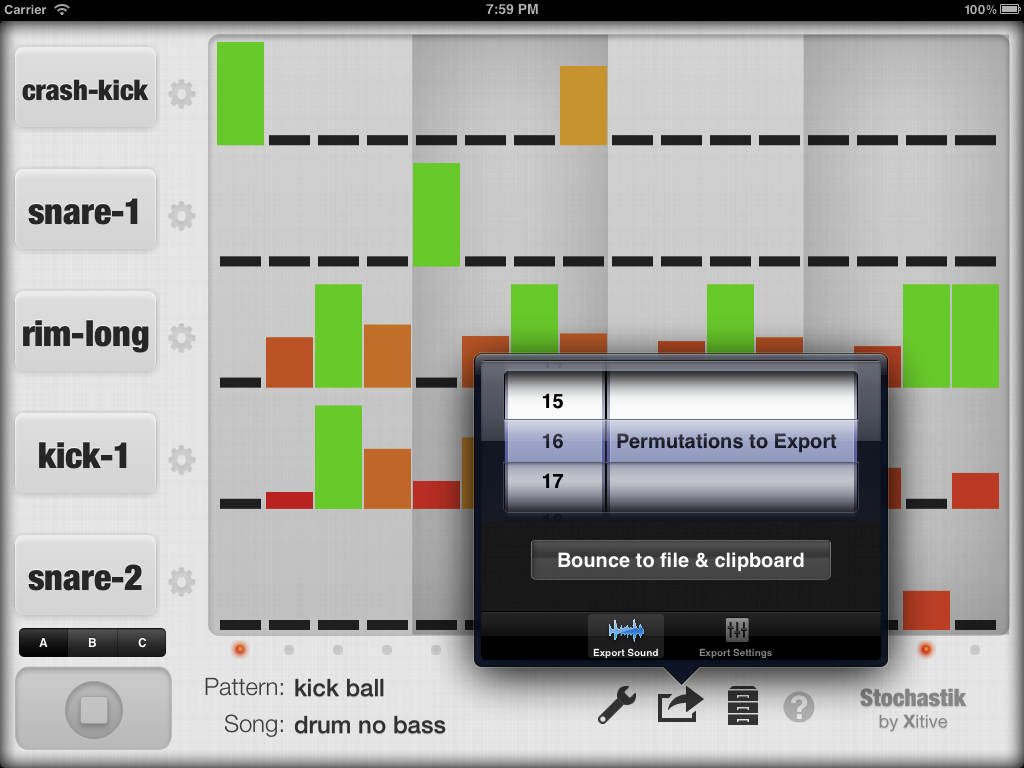 Carrier 7:59 PM 100%
crash-kick
snare-1
rim-long
kick-1
snare-2
A B C
15
16 Permutations to Export
17
Bounce to file & clipboard
Export Sound Export Settings
Pattern: kick ball
Song: drum no bass
?
Stochastik
by Xitive